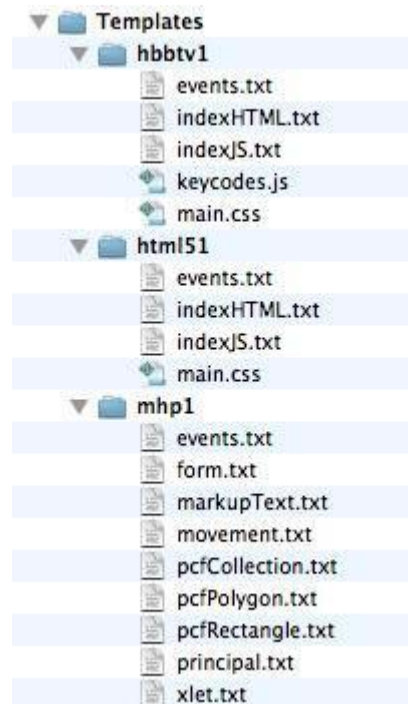 Templates
hbbtv1
events.txt
indexHTML.txt
indexJS.txt
keycodes.js
main.css
html51
events.txt
indexHTML.txt
indexJS.txt
main.css
mhp1
events.txt
form.txt
markupText.txt
movement.txt
pcfCollection.txt
pcfPolygon.txt
pcfRectangle.txt
principal.txt
xlet.txt